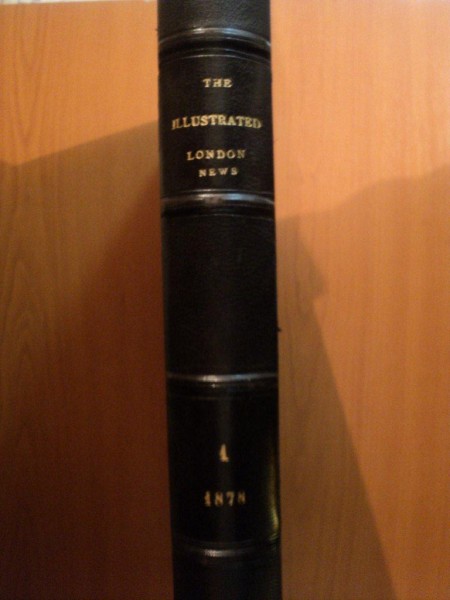 THE
ILLUSTRATED
LONDON
NEWS
1
1878